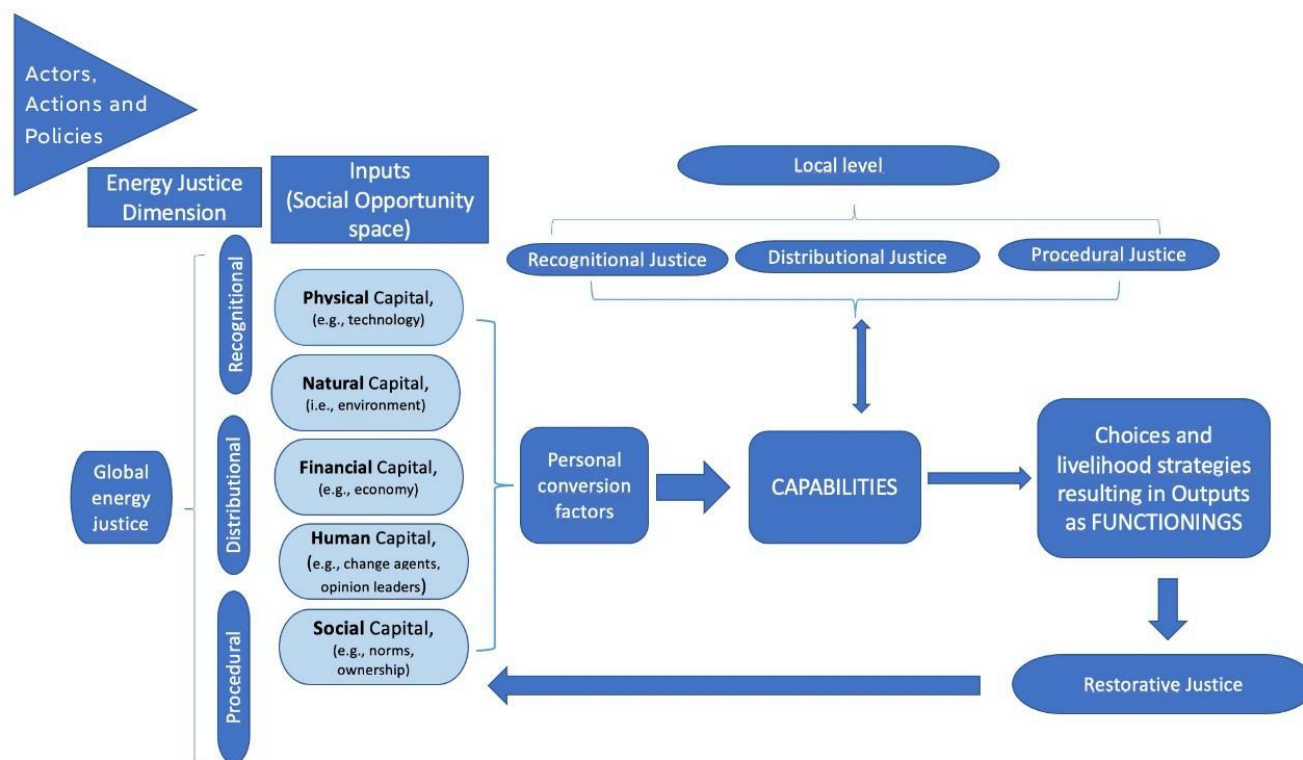 Actors,
Actions and
Policies
Energy Justice
Dimension
Inputs
(Social Opportunity
space)
Local level
Recognitional Justice
Distributional Justice
Procedural Justice
Global
energy
justice
Recognitional
Distributional
Procedural
Physical Capital,
(e.g., technology)
Natural Capital,
(i.e., environment)
Financial Capital,
(e.g., economy)
Human Capital,
(e.g., change agents,
opinion leaders)
Social Capital,
(e.g., norms,
ownership)
Personal
conversion
factors
CAPABILITIES
Choices and
livelihood strategies
resulting in Outputs
as FUNCTIONINGS
Restorative Justice